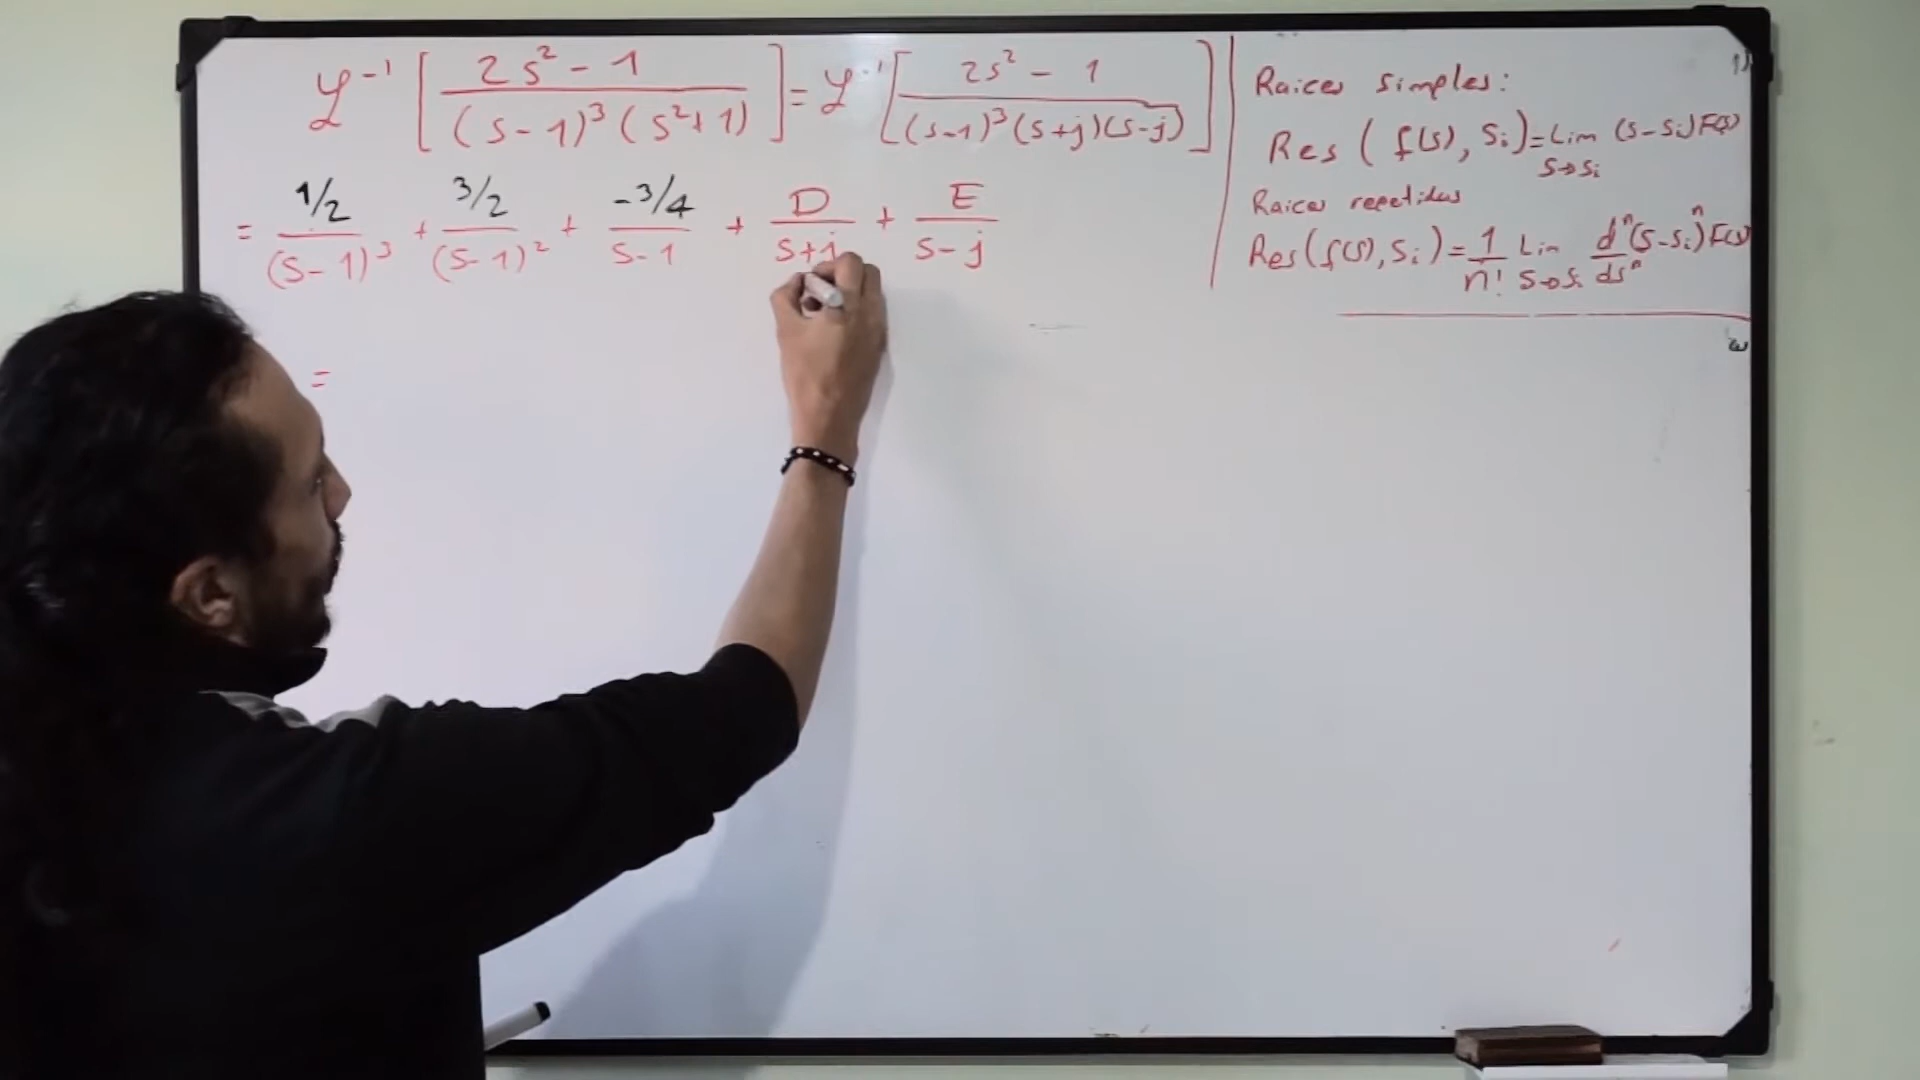 ℒ⁻¹ [ (2s² - 1) / ((s-1)³ (s²+1)) ] = ℒ⁻¹ [ (2s² - 1) / ((s-1)³ (s+j)(s-j)) ]
= (1/2)/(s-1)³ + (3/2)/(s-1)² + (-3/4)/(s-1) + D/(s+j) + E/(s-j)
=
Raices simples:
Res ( f(s), Si) = Lim s→si (s-si) F(s)
Raices repetidas
Res (f(s), Si) = 1/n! Lim s→si dⁿ/dsⁿ (s-si)ⁿ F(s)